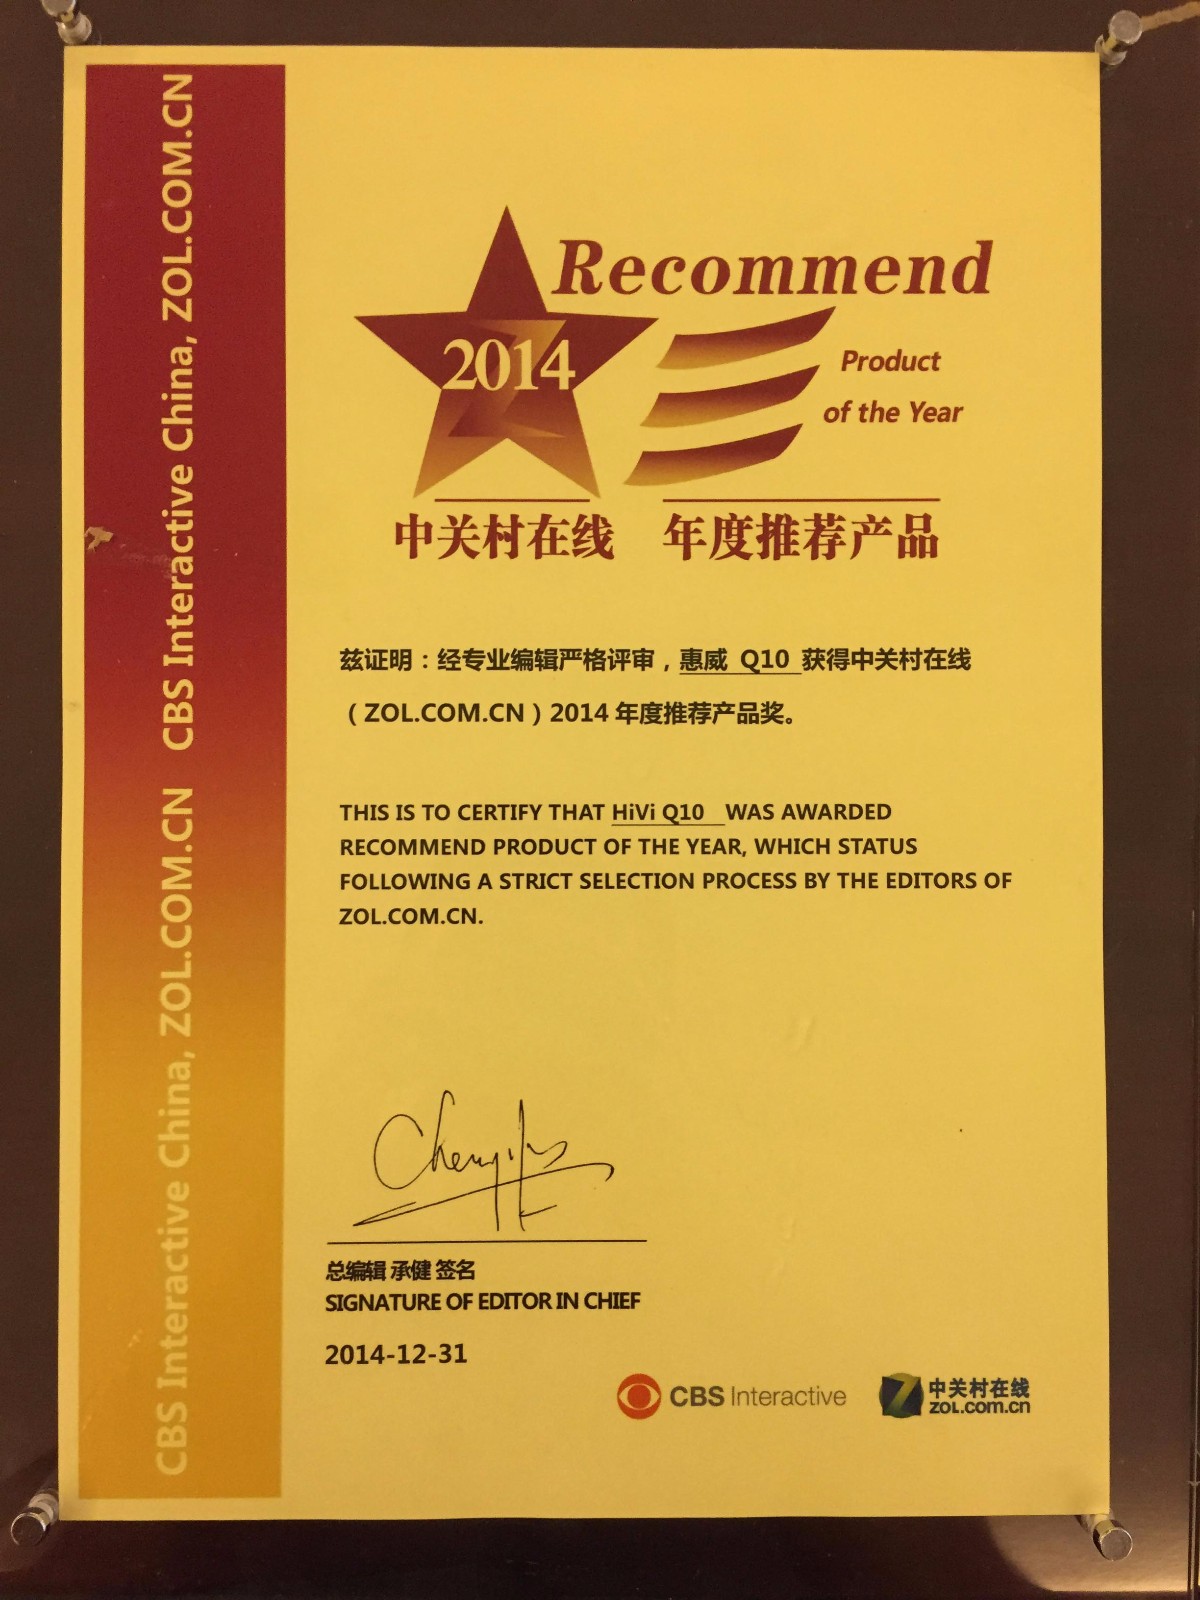 CBS Interactive China, ZOL.COM.CN   CBS Interactive China, ZOL.COM.CN
Recommend
2014
Product
of the Year
中关村在线 年度推荐产品
兹证明：经专业编辑严格评审，惠威 Q10 获得中关村在线
（ZOL.COM.CN）2014 年度推荐产品奖。
THIS IS TO CERTIFY THAT HiVi Q10 WAS AWARDED
RECOMMEND PRODUCT OF THE YEAR, WHICH STATUS
FOLLOWING A STRICT SELECTION PROCESS BY THE EDITORS OF
ZOL.COM.CN.
总编辑 承健 签名
SIGNATURE OF EDITOR IN CHIEF
2014-12-31
CBS Interactive
中关村在线
ZOL.com.cn